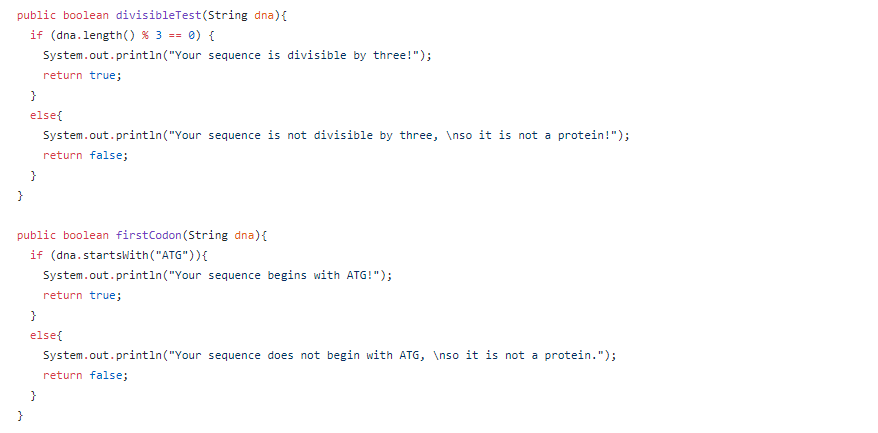 public boolean divisibleTest(String dna){
if (dna.length() % 3 == 0) {
System.out.println("Your sequence is divisible by three!");
return true;
}
else{
System.out.println("Your sequence is not divisible by three, \nso it is not a protein!");
return false;
}
}
public boolean firstCodon(String dna){
if (dna.startsWith("ATG")){
System.out.println("Your sequence begins with ATG!");
return true;
}
else{
System.out.println("Your sequence does not begin with ATG, \nso it is not a protein.");
return false;
}
}